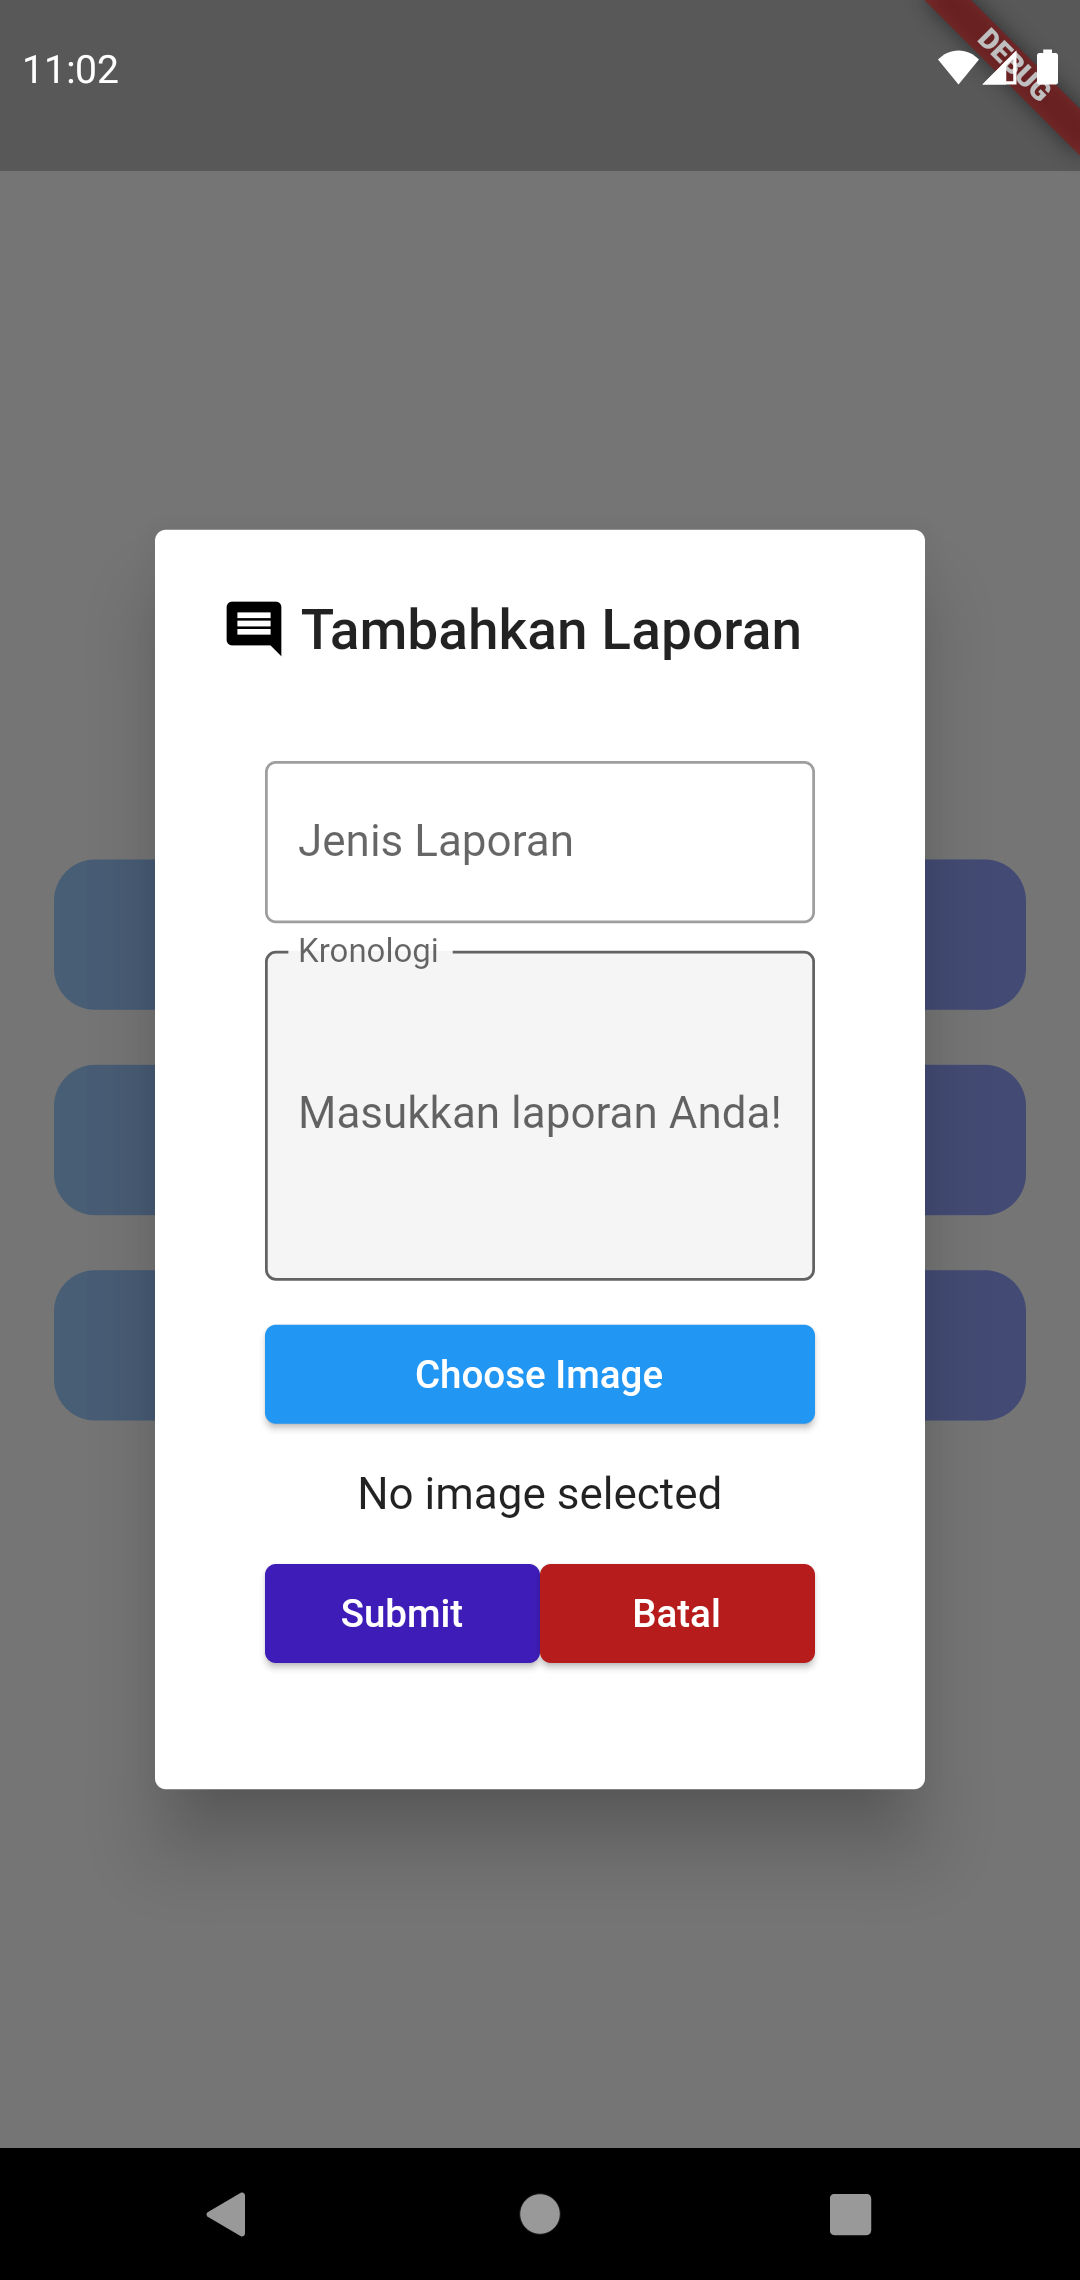 11:02
DEBUG
Tambahkan Laporan
Jenis Laporan
Kronologi
Masukkan laporan Anda!
Choose Image
No image selected
Submit
Batal